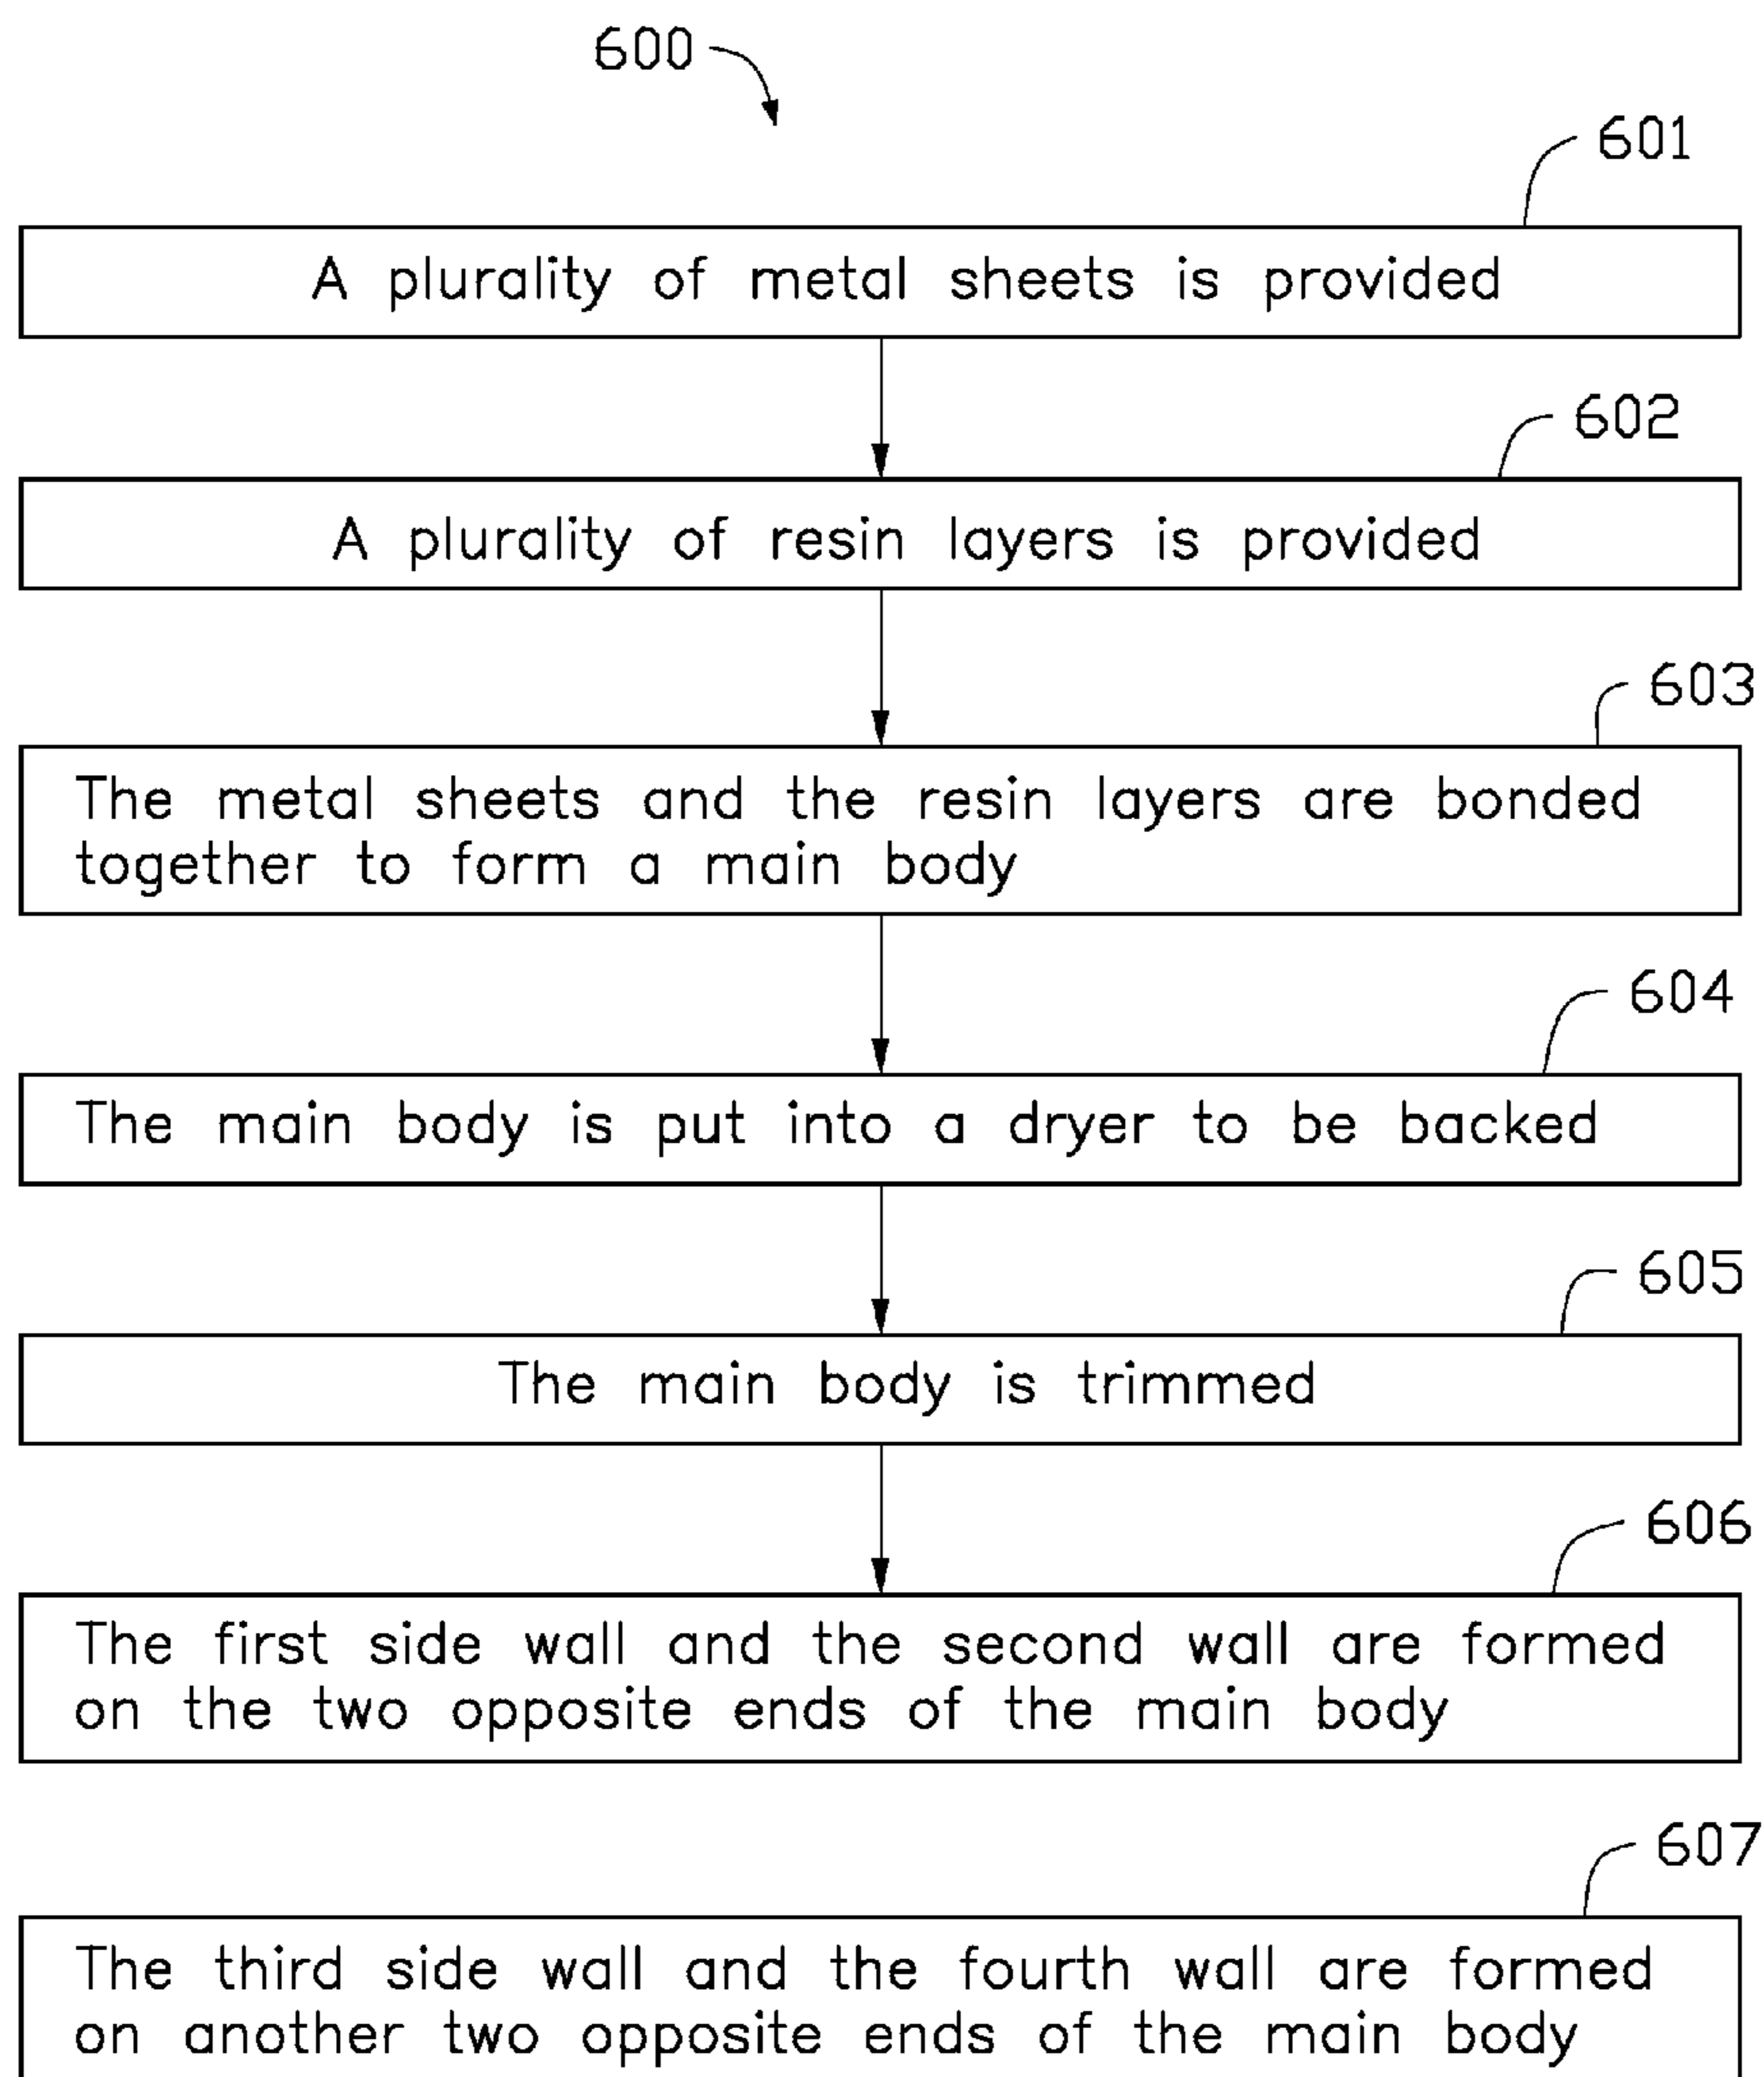 600
601
A plurality of metal sheets is provided
602
A plurality of resin layers is provided
603
The metal sheets and the resin layers are bonded
together to form a main body
604
The main body is put into a dryer to be backed
605
The main body is trimmed
606
The first side wall and the second wall are formed
on the two opposite ends of the main body
607
The third side wall and the fourth wall are formed
on another two opposite ends of the main body